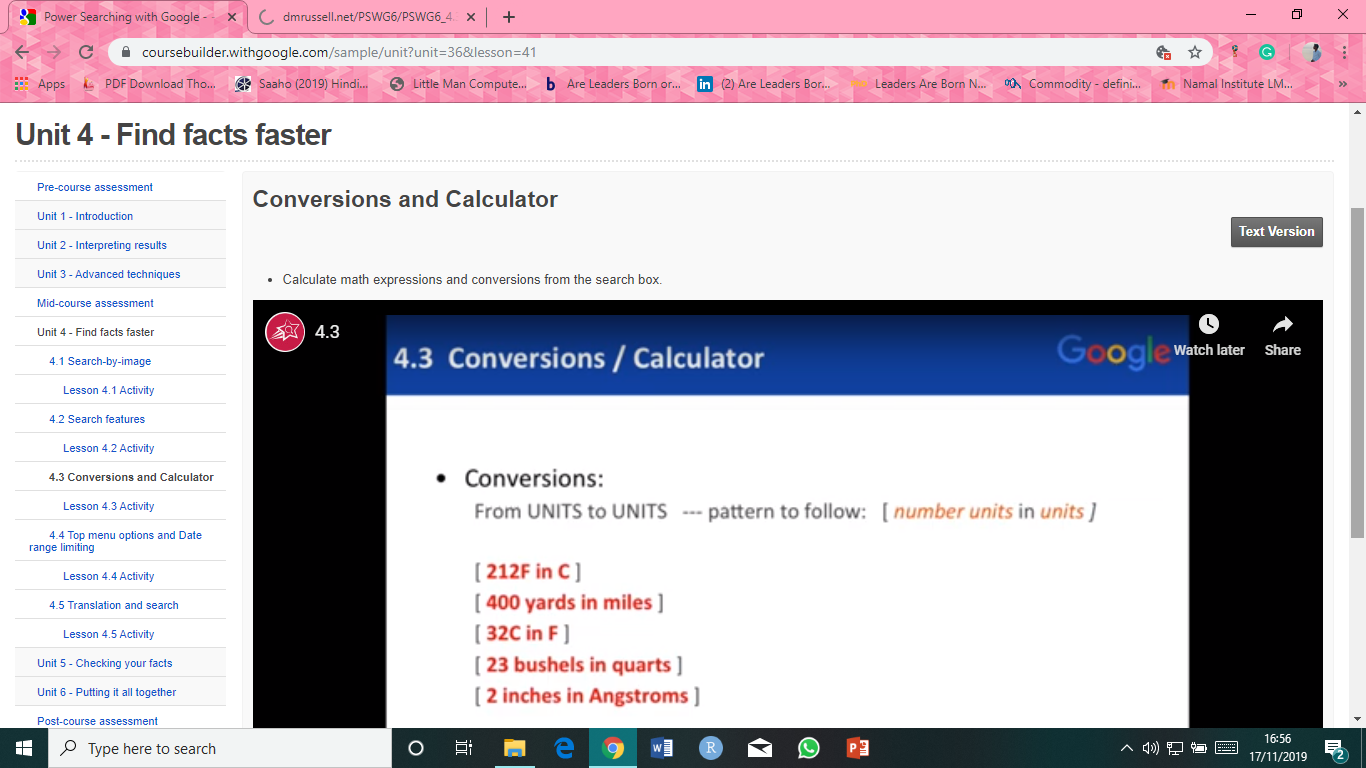 Power Searching with Google -
dmrussell.net/PSWG6/PSWG6_4.
coursebuilder.withgoogle.com/sample/unit?unit=36&lesson=41
Apps
PDF Download Tho...
Saaho (2019) Hindi...
Little Man Compute...
b
Are Leaders Born or...
in
(2) Are Leaders Bor...
Leaders Are Born N...
Commodity - defini...
Namal Institute LM...
»
Unit 4 - Find facts faster
Pre-course assessment
Unit 1 - Introduction
Unit 2 - Interpreting results
Unit 3 - Advanced techniques
Mid-course assessment
Unit 4 - Find facts faster
4.1 Search-by-image
Lesson 4.1 Activity
4.2 Search features
Lesson 4.2 Activity
4.3 Conversions and Calculator
Lesson 4.3 Activity
4.4 Top menu options and Date
range limiting
Lesson 4.4 Activity
4.5 Translation and search
Lesson 4.5 Activity
Unit 5 - Checking your facts
Unit 6 - Putting it all together
Post-course assessment
Conversions and Calculator
Text Version
• Calculate math expressions and conversions from the search box.
4.3
4.3 Conversions / Calculator
Google
Watch later
Share
• Conversions:
From UNITS to UNITS --- pattern to follow: [ number units in units ]
[ 212F in C ]
[ 400 yards in miles ]
[ 32C in F ]
[ 23 bushels in quarts ]
[ 2 inches in Angstroms ]
Type here to search
16:56
17/11/2019
2